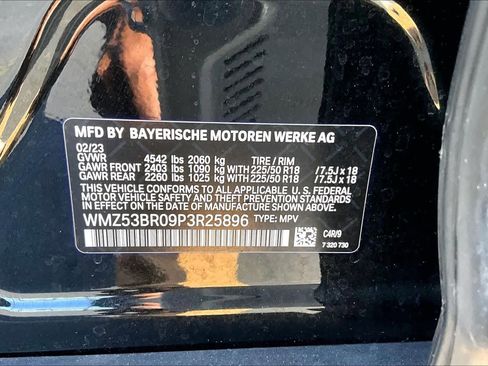 MFD BY BAYERISCHE MOTOREN WERKE AG
02/23
GVWR 4542 lbs 2060 kg TIRE / RIM
GAWR FRONT 2403 lbs 1090 kg WITH 225/50 R18 /7.5J x 18
GAWR REAR 2260 lbs 1025 kg WITH 225/50 R18 /7.5J x 18
THIS VEHICLE CONFORMS TO ALL APPLICABLE U.S. FEDERAL
MOTOR VEHICLE SAFETY AND THEFT PREVENTION STANDARDS
IN EFFECT ON THE DATE OF MANUFACTURE SHOWN ABOVE.
WMZ53BR09P3R25896 TYPE: MPV
C4R/9
7 320 730